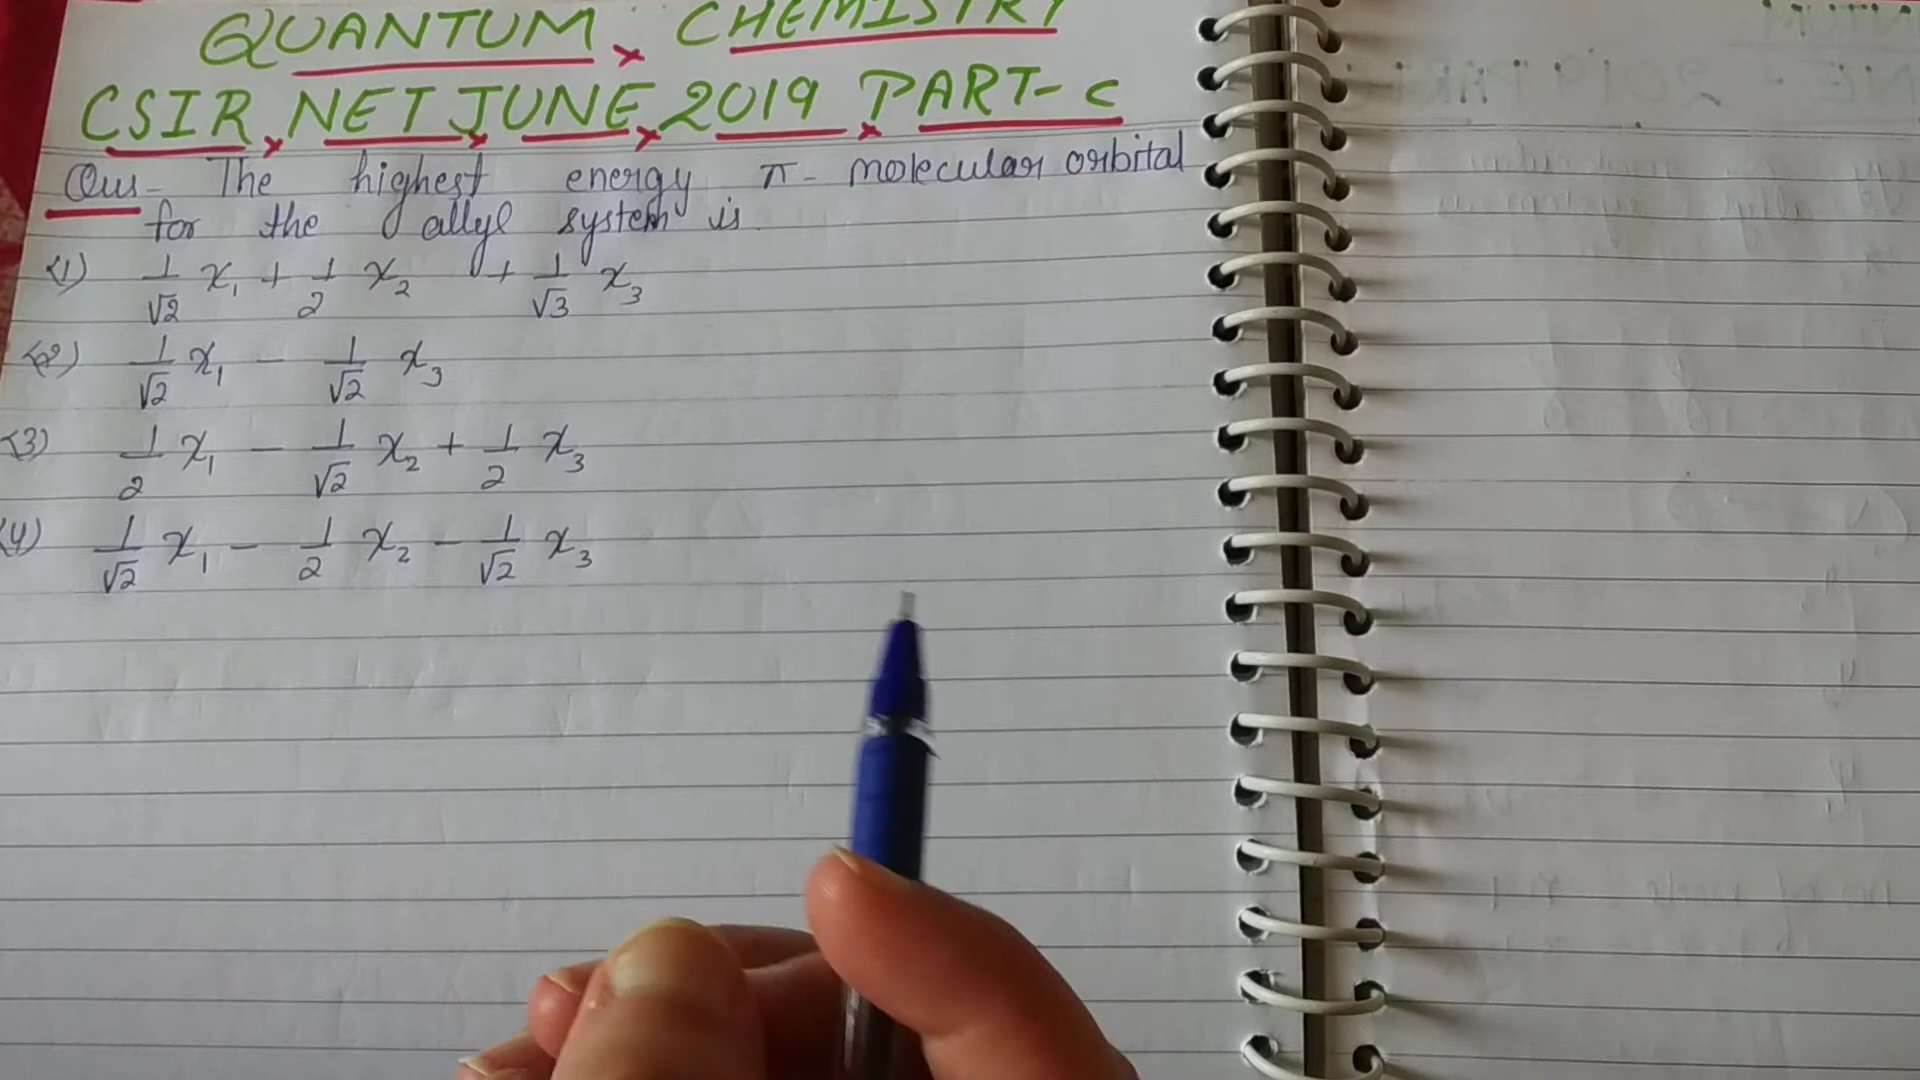 QUANTUM CHEMISTRY
CSIR NET JUNE 2019 PART-C
Qus- The highest energy π- molecular orbital
for the allyl system is
(1) 1/√2 x₁ + 1/2 x₂ + 1/√3 x₃
(2) 1/√2 x₁ - 1/√2 x₃
(3) 1/2 x₁ - 1/√2 x₂ + 1/2 x₃
(4) 1/√2 x₁ - 1/2 x₂ - 1/√2 x₃